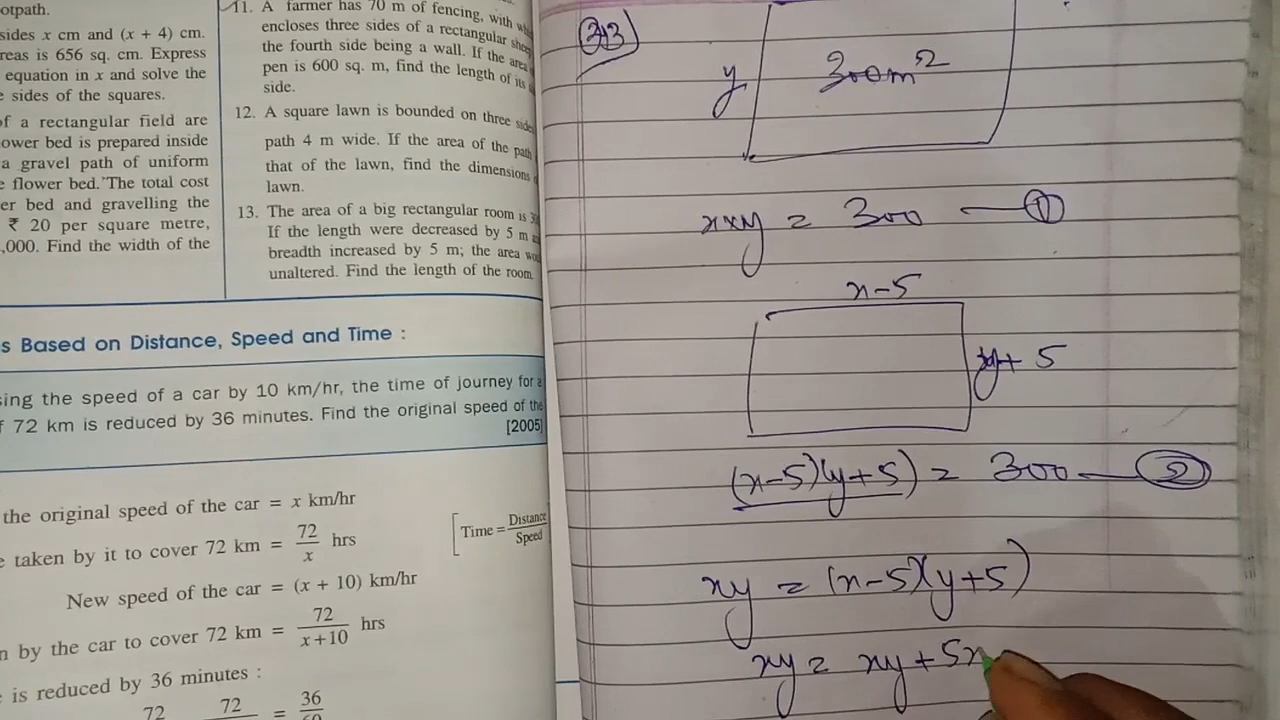 otpath.
sides x cm and (x + 4) cm.
reas is 656 sq. cm. Express
equation in x and solve the
e sides of the squares.
of a rectangular field are
ower bed is prepared inside
a gravel path of uniform
e flower bed. The total cost
er bed and gravelling the
₹ 20 per square metre,
,000. Find the width of the
11. A farmer has 70 m of fencing, with
encloses three sides of a rectangular
the fourth side being a wall. If the area
pen is 600 sq. m, find the length of its
side.
12. A square lawn is bounded on three
path 4 m wide. If the area of the path
that of the lawn, find the dimensions
lawn.
13. The area of a big rectangular room is
If the length were decreased by 5 m
breadth increased by 5 m; the area
unaltered. Find the length of the room
s Based on Distance, Speed and Time :
sing the speed of a car by 10 km/hr, the time of journey for a
f 72 km is reduced by 36 minutes. Find the original speed of the
[2005]
the original speed of the car = x km/hr
e taken by it to cover 72 km = 72/x hrs
[Time = Distance/Speed
New speed of the car = (x + 10) km/hr
n by the car to cover 72 km = 72/x+10 hrs
e is reduced by 36 minutes :
72 72 = 36
y 300m²
x×y = 300 — ①
x-5
y+ 5
(x-5)(y+5) = 300 — ②
xy = (x-5)(y+5)
xy = xy + 5x